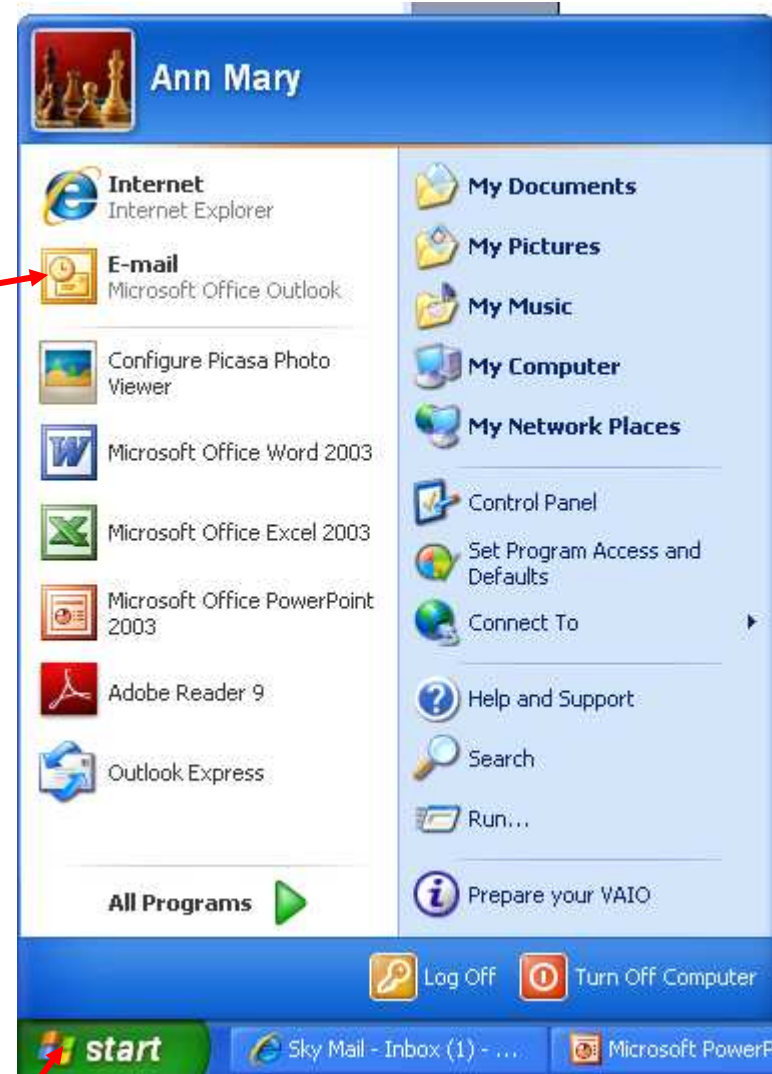 Ann Mary
Internet
Internet Explorer
E-mail
Microsoft Office Outlook
Configure Picasa Photo
Viewer
Microsoft Office Word 2003
Microsoft Office Excel 2003
Microsoft Office PowerPoint
2003
Adobe Reader 9
Outlook Express
All Programs
My Documents
My Pictures
My Music
My Computer
My Network Places
Control Panel
Set Program Access and
Defaults
Connect To
Help and Support
Search
Run...
Prepare your VAIO
Log Off
Turn Off Computer
start
Sky Mail - Inbox (1) - ...
Microsoft PowerP